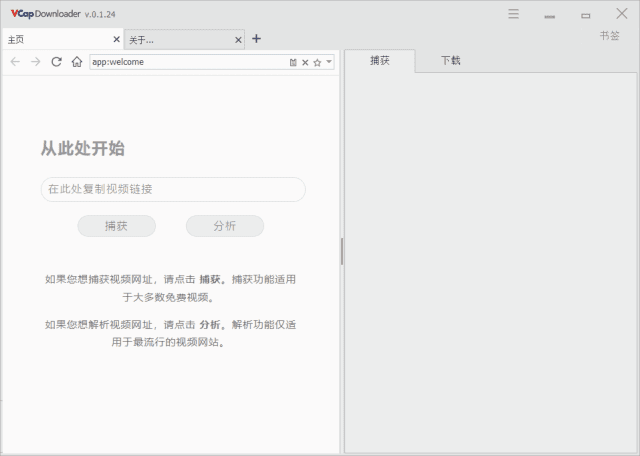 VCap Downloader v.0.1.24
书签
主页
关于...
app:welcome
捕获
下载
从此处开始
在此处复制视频链接
捕获
分析
如果您想捕获视频网址，请点击 捕获。捕获功能适用
于大多数免费视频。
如果您想解析视频网址，请点击 分析。解析功能仅适
用于最流行的视频网站。